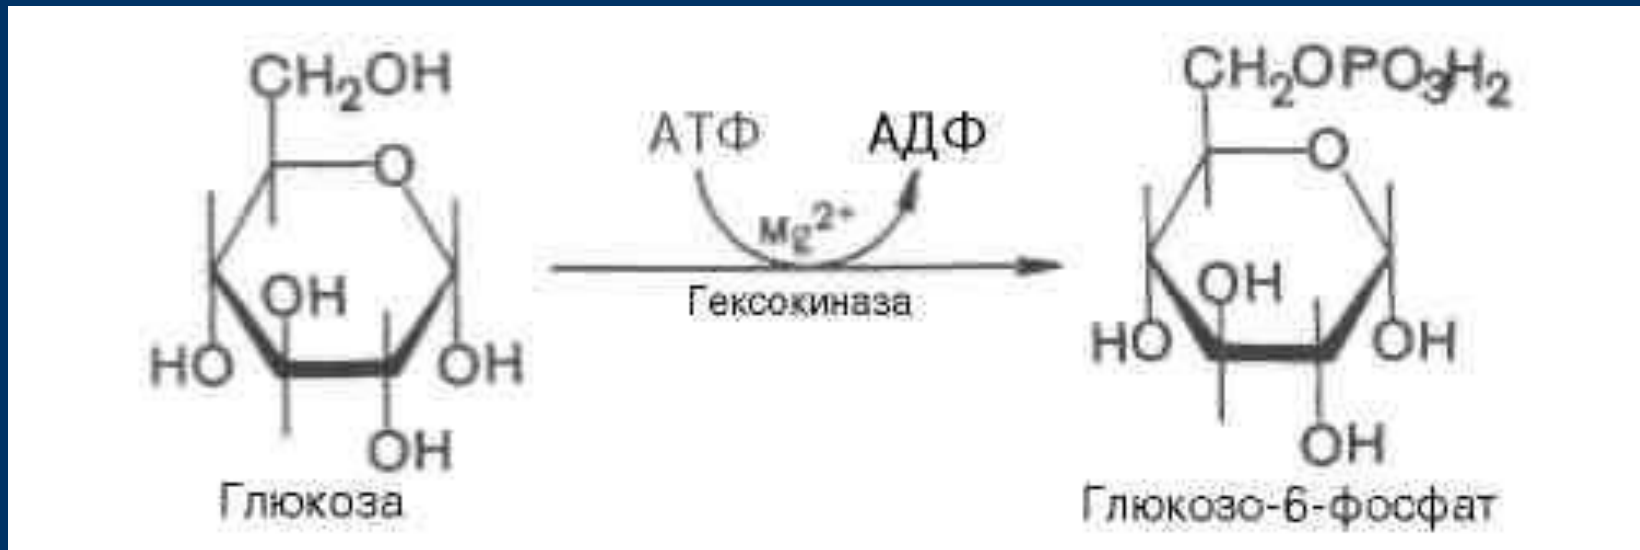 CH₂OH
O
OH
HO
OH
OH
Глюкоза
АТФ
АДФ
Mg²⁺
Гексокиназа
CH₂OPO₃H₂
O
OH
HO
OH
OH
Глюкозо-6-фосфат